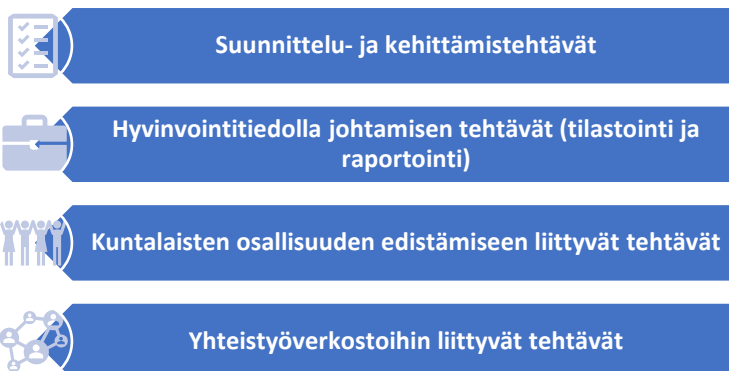 Suunnittelu- ja kehittämistehtävät
Hyvinvointitiedolla johtamisen tehtävät (tilastointi ja
raportointi)
Kuntalaisten osallisuuden edistämiseen liittyvät tehtävät
Yhteistyöverkostoihin liittyvät tehtävät